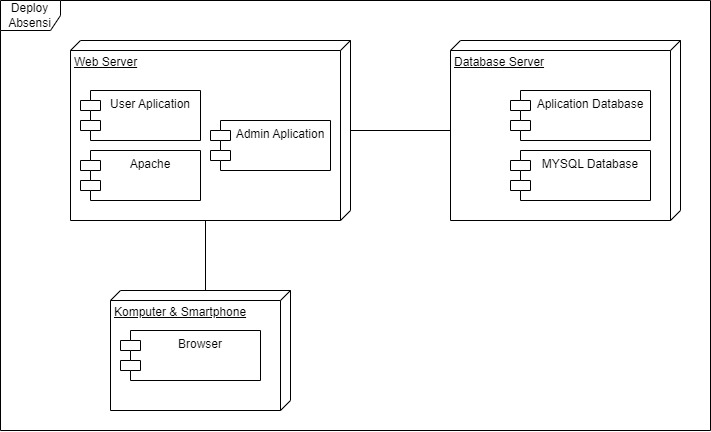 Deploy
Absensi
Web Server
User Aplication
Admin Aplication
Apache
Database Server
Aplication Database
MYSQL Database
Komputer & Smartphone
Browser